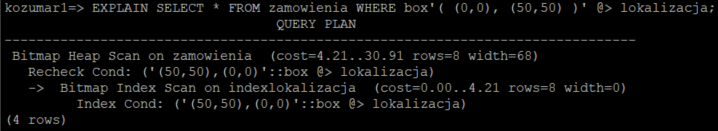 kozumar1=> EXPLAIN SELECT * FROM zamowienia WHERE box'( (0,0), (50,50) )' @> lokalizacja;
QUERY PLAN
--------------------------------------------------------------------------------
Bitmap Heap Scan on zamowienia  (cost=4.21..30.91 rows=8 width=68)
Recheck Cond: ('(50,50),(0,0)'::box @> lokalizacja)
->  Bitmap Index Scan on indexlokalizacja  (cost=0.00..4.21 rows=8 width=0)
Index Cond: ('(50,50),(0,0)'::box @> lokalizacja)
(4 rows)